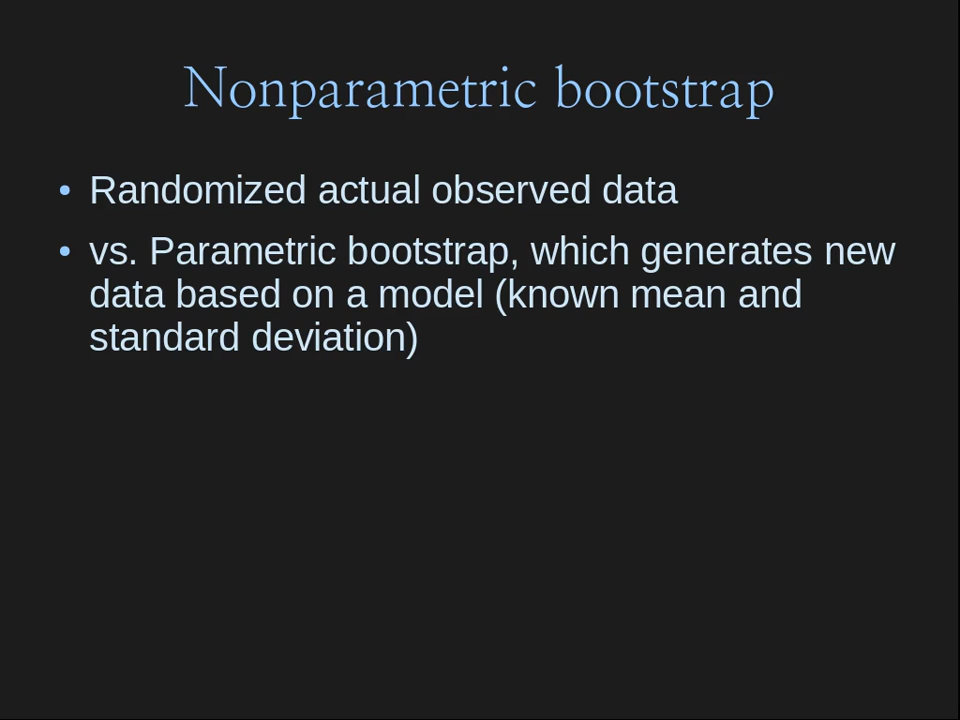 Nonparametric bootstrap
• Randomized actual observed data
• vs. Parametric bootstrap, which generates new
data based on a model (known mean and
standard deviation)